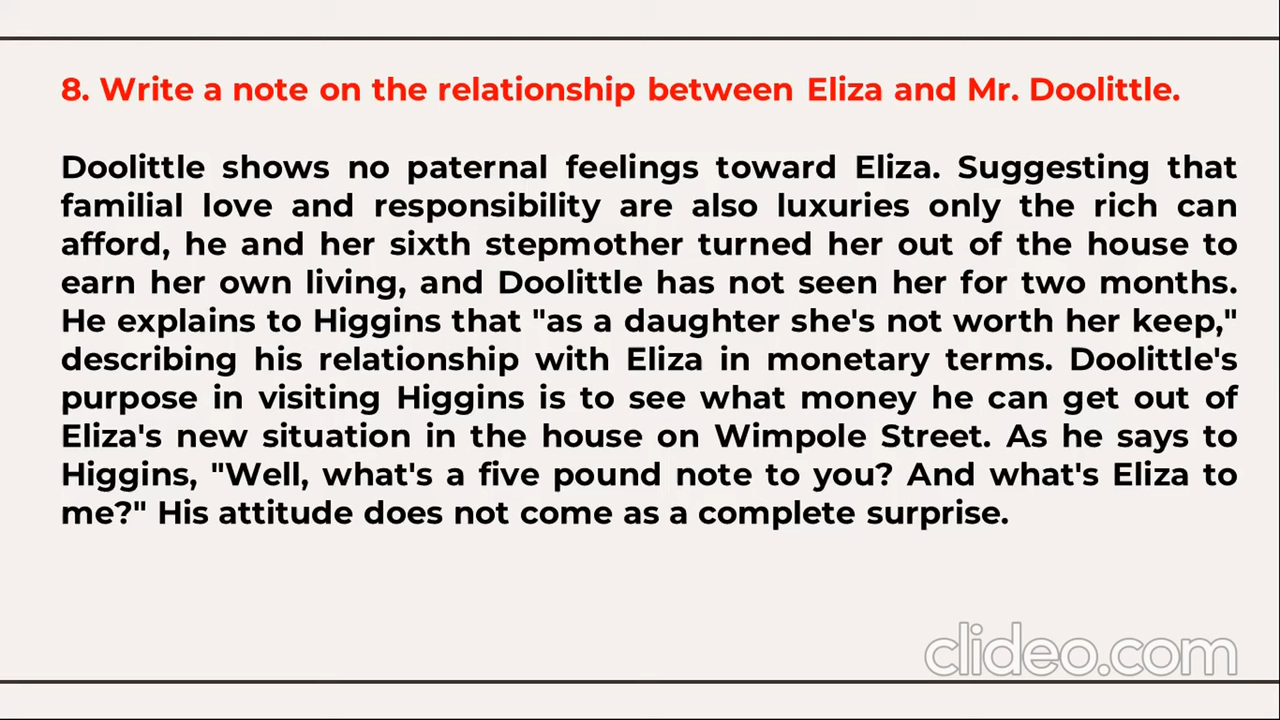 8. Write a note on the relationship between Eliza and Mr. Doolittle.
Doolittle shows no paternal feelings toward Eliza. Suggesting that
familial love and responsibility are also luxuries only the rich can
afford, he and her sixth stepmother turned her out of the house to
earn her own living, and Doolittle has not seen her for two months.
He explains to Higgins that "as a daughter she's not worth her keep,"
describing his relationship with Eliza in monetary terms. Doolittle's
purpose in visiting Higgins is to see what money he can get out of
Eliza's new situation in the house on Wimpole Street. As he says to
Higgins, "Well, what's a five pound note to you? And what's Eliza to
me?" His attitude does not come as a complete surprise.
clideo.com